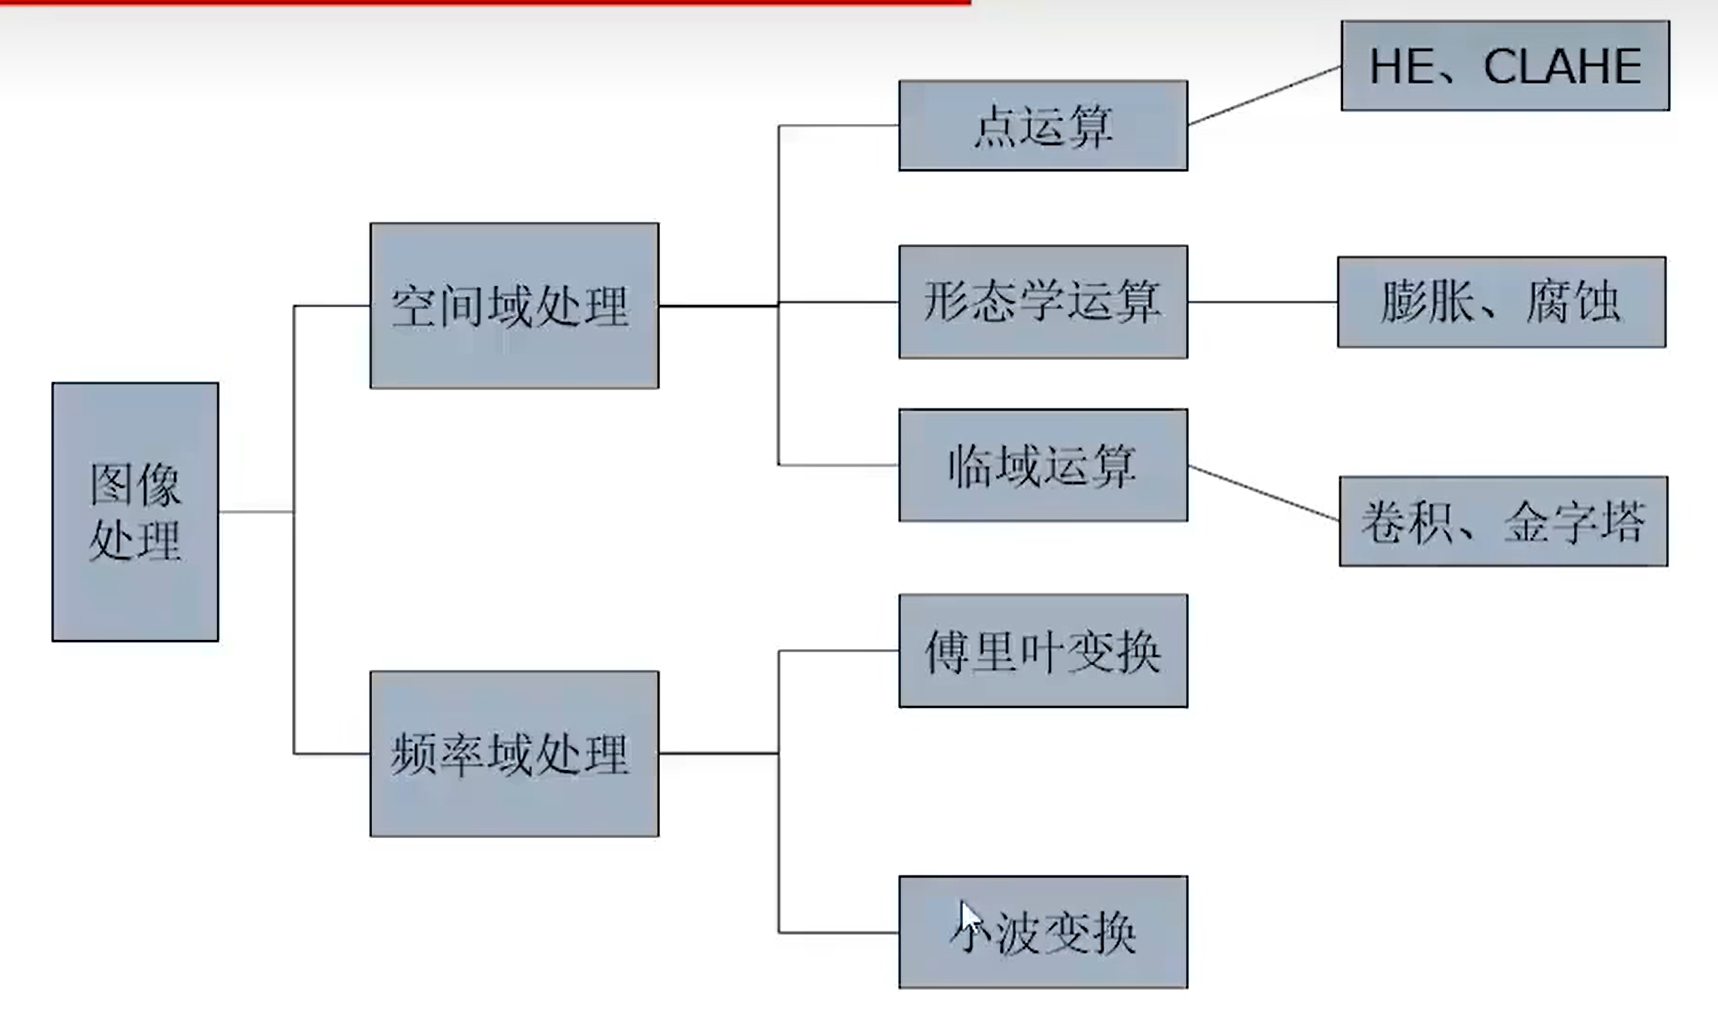 图像
处理
空间域处理
频率域处理
点运算
形态学运算
临域运算
傅里叶变换
小波变换
HE、CLAHE
膨胀、腐蚀
卷积、金字塔